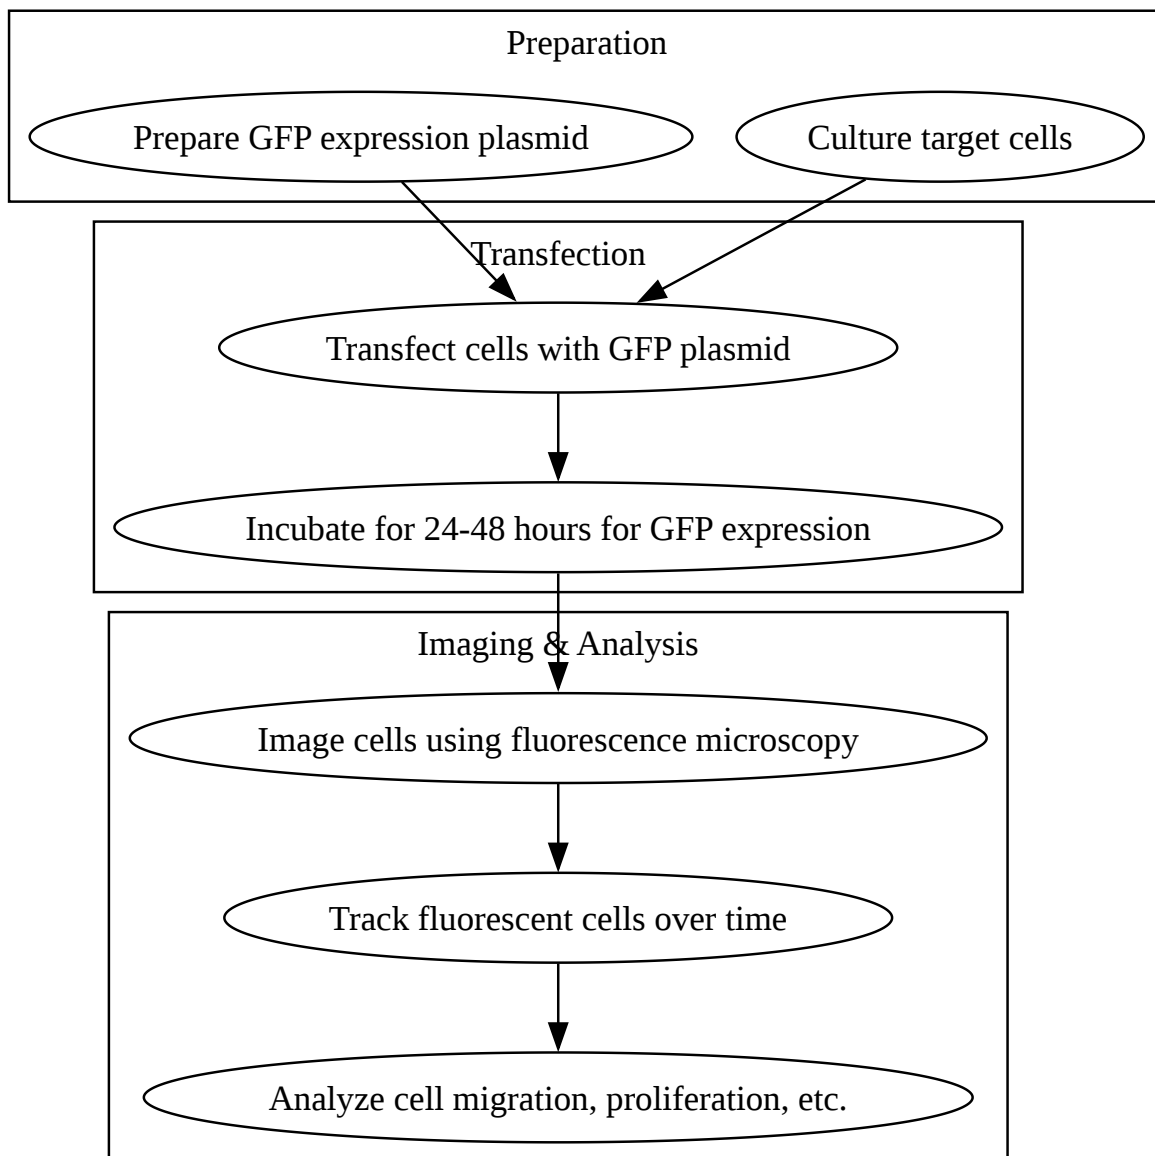 Preparation
Prepare GFP expression plasmid
Culture target cells
Transfection
Transfect cells with GFP plasmid
Incubate for 24-48 hours for GFP expression
Imaging & Analysis
Image cells using fluorescence microscopy
Track fluorescent cells over time
Analyze cell migration, proliferation, etc.